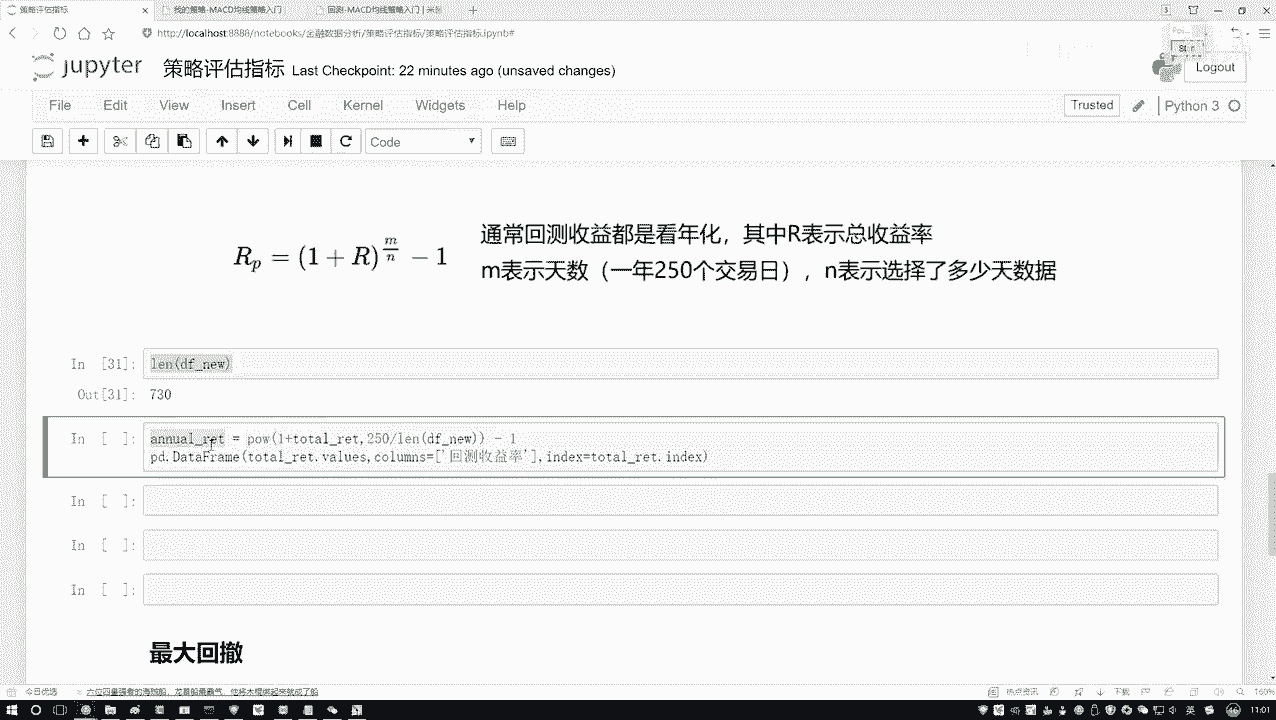 策略评估指标
我的策略-MACD均线策略入门
回测-MACD均线策略入门 | 米筐
http://localhost:8888/notebooks/金融数据分析/策略评估指标/策略评估指标.ipynb#
jupyter 策略评估指标 Last Checkpoint: 22 minutes ago (unsaved changes)
Logout
File Edit View Insert Cell Kernel Widgets Help
Trusted Python 3
Code
R_p = (1 + R)^{m/n} − 1
通常回测收益都是看年化，其中R表示总收益率
m表示天数（一年250个交易日），n表示选择了多少天数据
In [31]: len(df_new)
Out[31]: 730
In [ ]: annual_ret = pow(1+total_ret,250/len(df_new)) - 1
pd.DataFrame(total_ret.values,columns=['回测收益率'],index=total_ret.index)
In [ ]:
In [ ]:
In [ ]:
最大回撤
今日优选
热点资讯
下载
160%
英
11:01